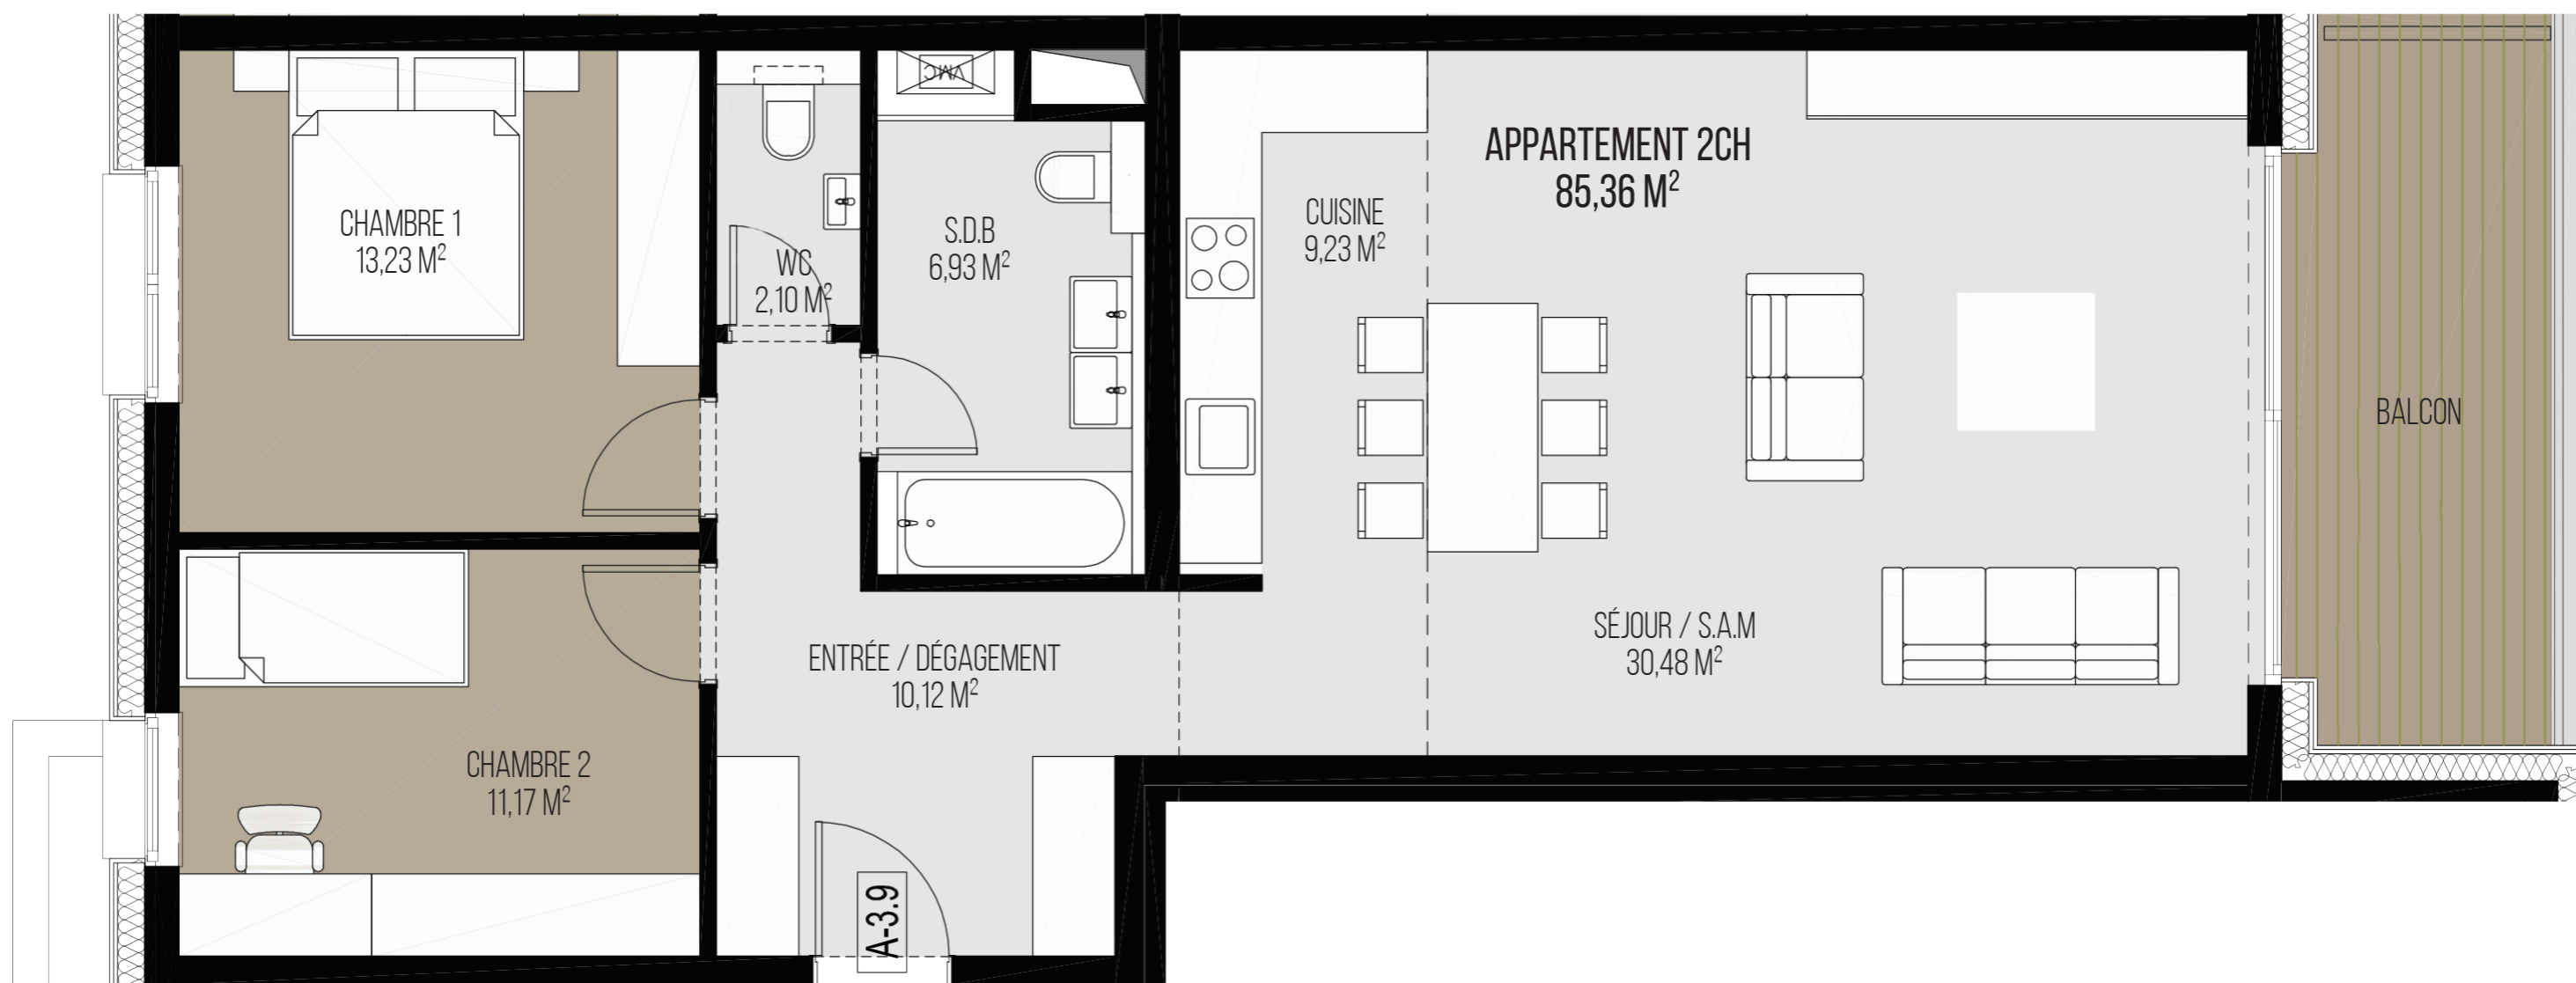 VMC
APPARTEMENT 2CH
85,36 M²
CHAMBRE 1
13,23 M²
WC
2,10 M²
S.D.B
6,93 M²
CUISINE
9,23 M²
BALCON
ENTRÉE / DÉGAGEMENT
10,12 M²
SÉJOUR / S.A.M
30,48 M²
CHAMBRE 2
11,17 M²
A-3.9